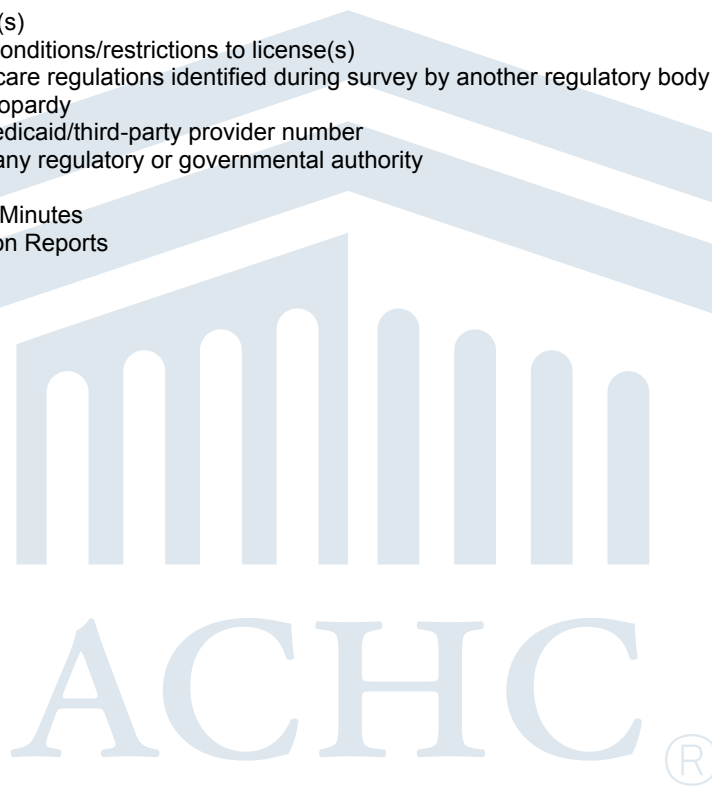 (s)
onditions/restrictions to license(s)
care regulations identified during survey by another regulatory body
opardy
edicaid/third-party provider number
any regulatory or governmental authority
Minutes
on Reports
ACHC
®